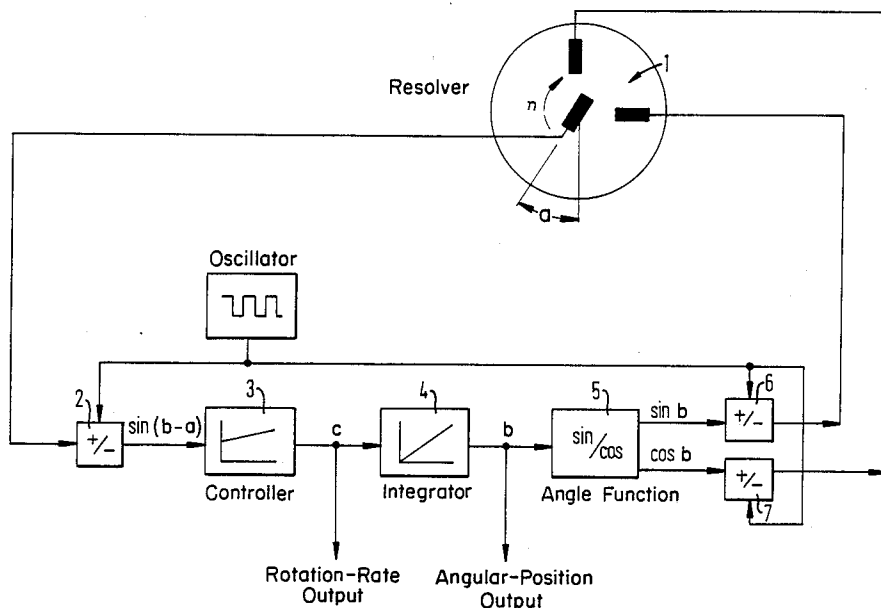 Resolver
1
n
a
Oscillator
2
+/-
sin (b-a)
3
Controller
c
4
Integrator
b
5
sin/cos
Angle Function
sin b
cos b
6
+/-
+/-
7
Rotation-Rate
Output
Angular-Position
Output